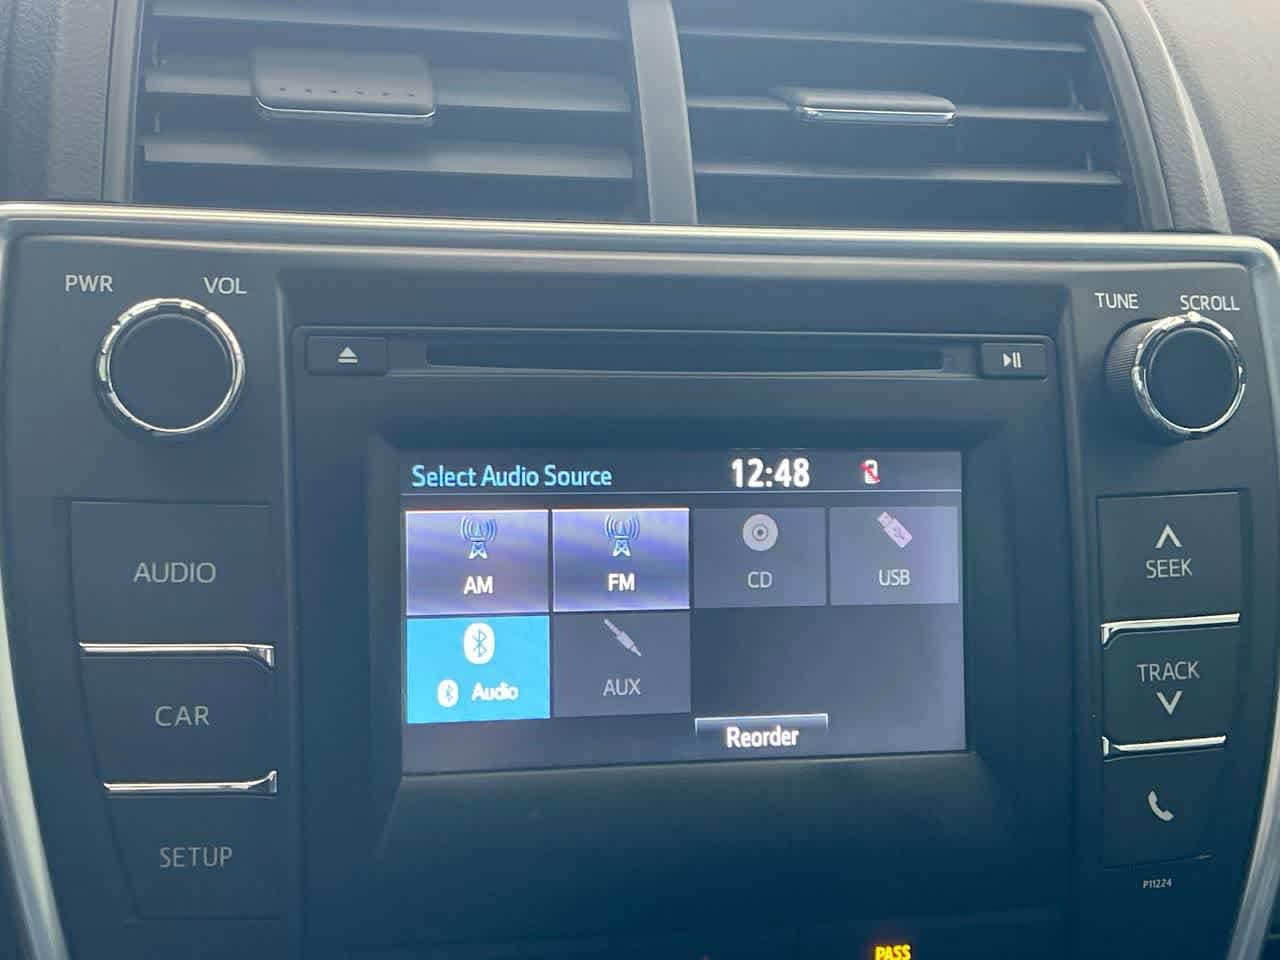 PWR VOL
TUNE SCROLL
Select Audio Source 12:48
AM FM CD USB
Audio AUX
Reorder
AUDIO
CAR
SETUP
SEEK
TRACK
P11224
PASS